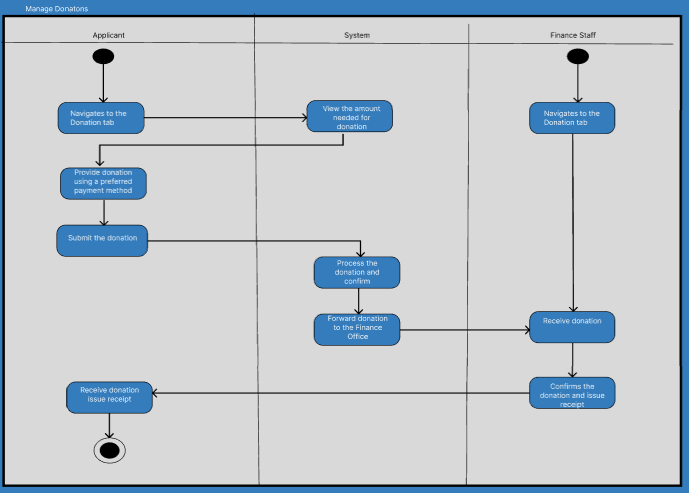 Manage Donatons
Applicant
System
Finance Staff
Navigates to the
Donation tab
View the amount
needed for
donation
Navigates to the
Donation tab
Provide donation
using a preferred
payment method
Submit the donation
Process the
donation and
confirm
Forward donation
to the Finance
Office
Receive donation
Receive donation
issue receipt
Confirms the
donation and issue
receipt